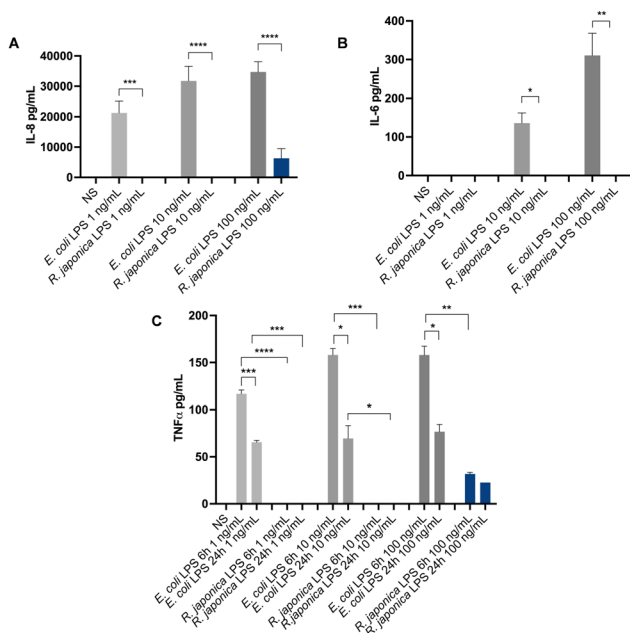 A
IL-8 pg/mL
40000
30000
20000
10000
0
***
****
****
NS
E. coli LPS 1 ng/mL
R. japonica LPS 1 ng/mL
E. coli LPS 10 ng/mL
R. japonica LPS 10 ng/mL
E. coli LPS 100 ng/mL
R. japonica LPS 100 ng/mL
B
IL-6 pg/mL
400
300
200
100
0
*
**
NS
E. coli LPS 1 ng/mL
R. japonica LPS 1 ng/mL
E. coli LPS 10 ng/mL
R. japonica LPS 10 ng/mL
E. coli LPS 100 ng/mL
R. japonica LPS 100 ng/mL
C
TNFα pg/mL
200
150
100
50
0
***
****
***
***
*
*
**
*
NS
E. coli LPS 6h 1 ng/mL
E. coli LPS 24h 1 ng/mL
R. japonica LPS 6h 1 ng/mL
R. japonica LPS 24h 1 ng/mL
E. coli LPS 6h 10 ng/mL
E. coli LPS 24h 10 ng/mL
R. japonica LPS 6h 10 ng/mL
R.japonica LPS 24h 10 ng/mL
E. coli LPS 6h 100 ng/mL
E. coli LPS 24h 100 ng/mL
R. japonica LPS 6h 100 ng/mL
R. japonica LPS 24h 100 ng/mL